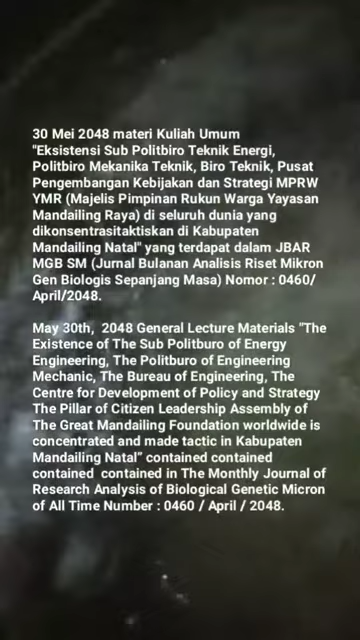 30 Mei 2048 materi Kuliah Umum
"Eksistensi Sub Politbiro Teknik Energi,
Politbiro Mekanika Teknik, Biro Teknik, Pusat
Pengembangan Kebijakan dan Strategi MPRW
YMR (Majelis Pimpinan Rukun Warga Yayasan
Mandailing Raya) di seluruh dunia yang
dikonsentrasitaktiskan di Kabupaten
Mandailing Natal" yang terdapat dalam JBAR
MGB SM (Jurnal Bulanan Analisis Riset Mikron
Gen Biologis Sepanjang Masa) Nomor : 0460/
April/2048.
May 30th,  2048 General Lecture Materials "The
Existence of The Sub Politburo of Energy
Engineering, The Politburo of Engineering
Mechanic, The Bureau of Engineering, The
Centre for Development of Policy and Strategy
The Pillar of Citizen Leadership Assembly of
The Great Mandailing Foundation worldwide is
concentrated and made tactic in Kabupaten
Mandailing Natal" contained contained
contained  contained in The Monthly Journal of
Research Analysis of Biological Genetic Micron
of All Time Number : 0460 / April / 2048.